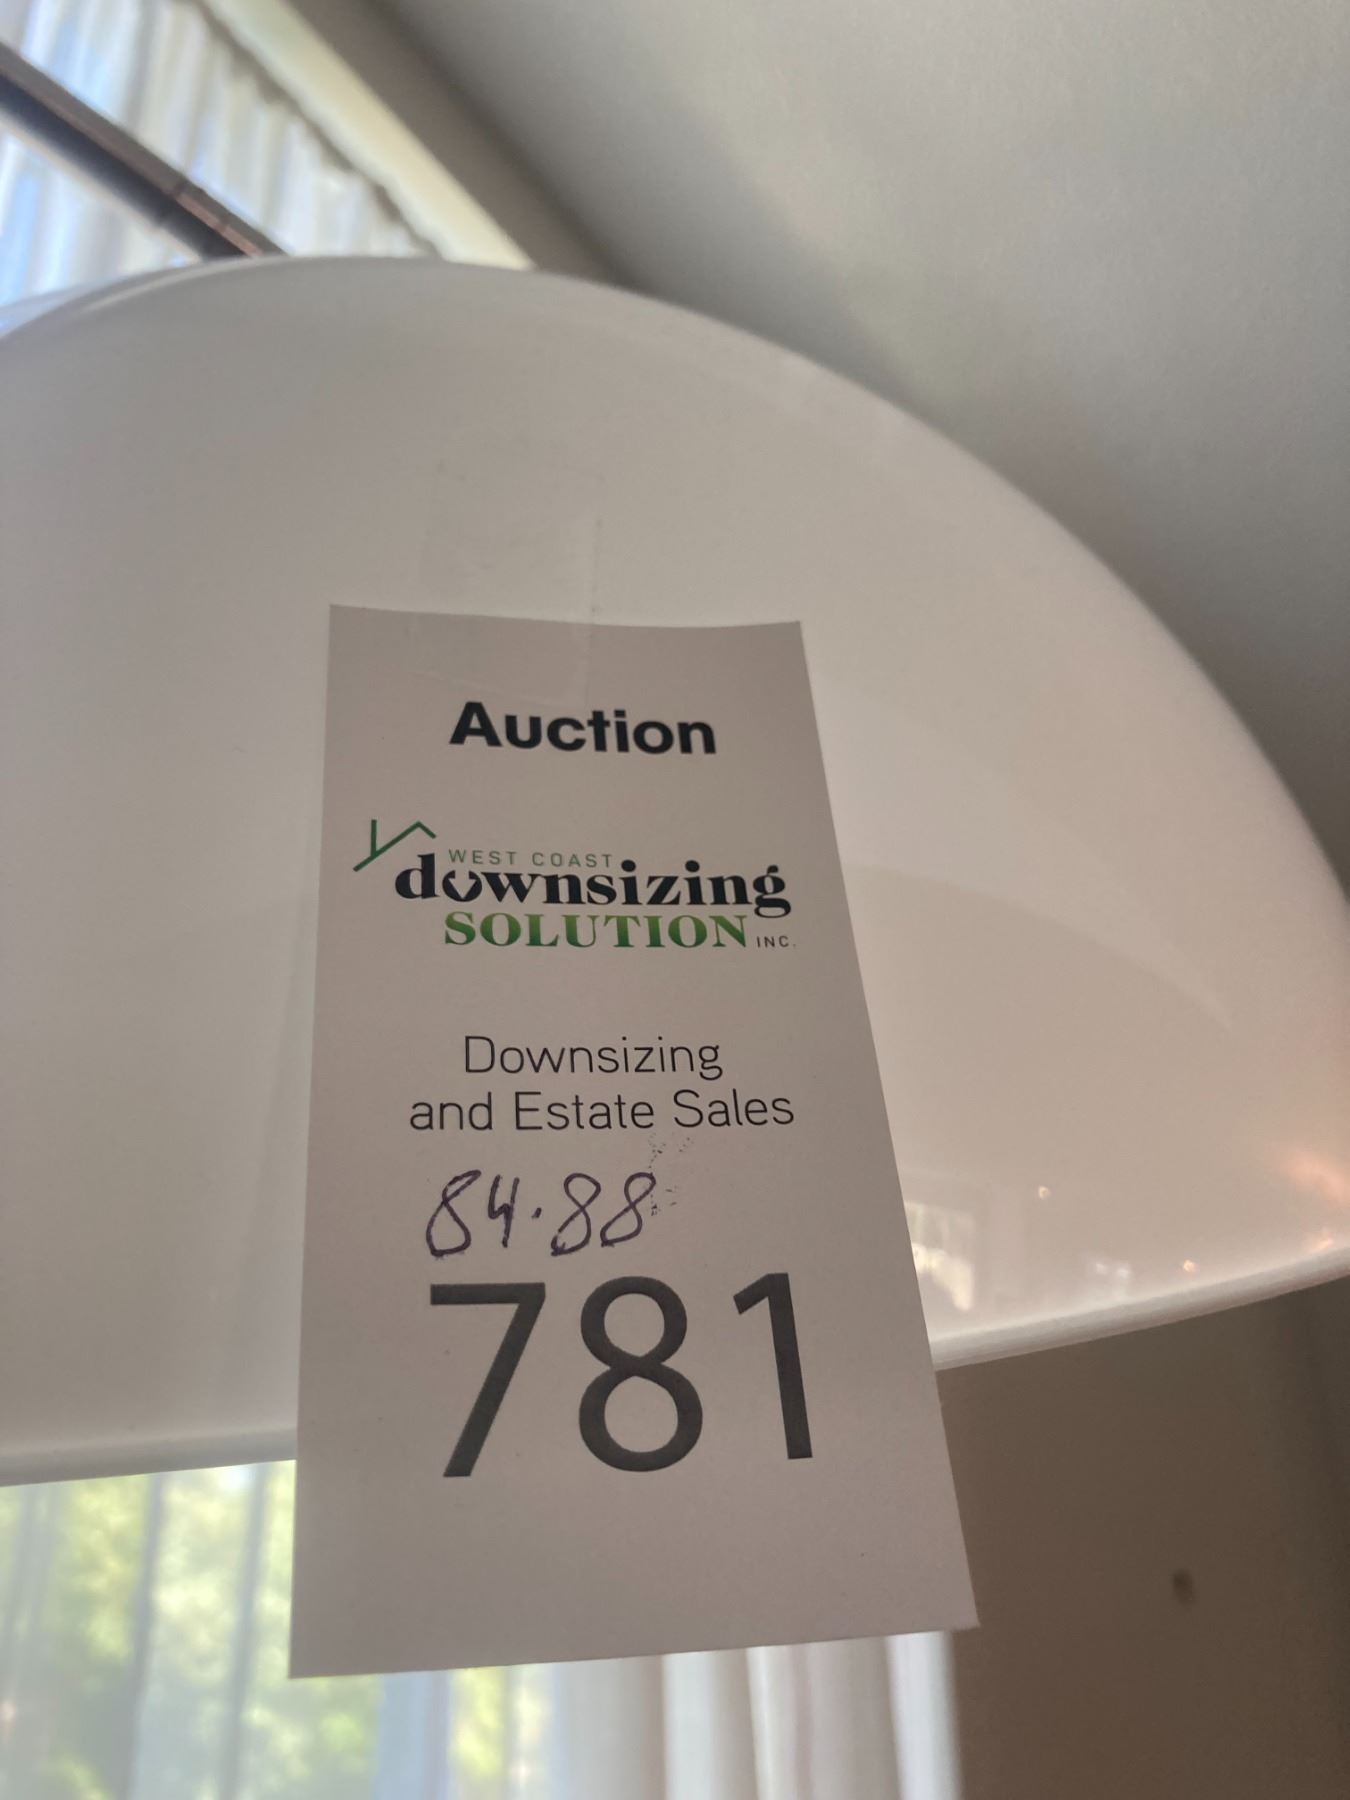 Auction
WEST COAST
downsizing
SOLUTION INC.
Downsizing
and Estate Sales
84.88
781